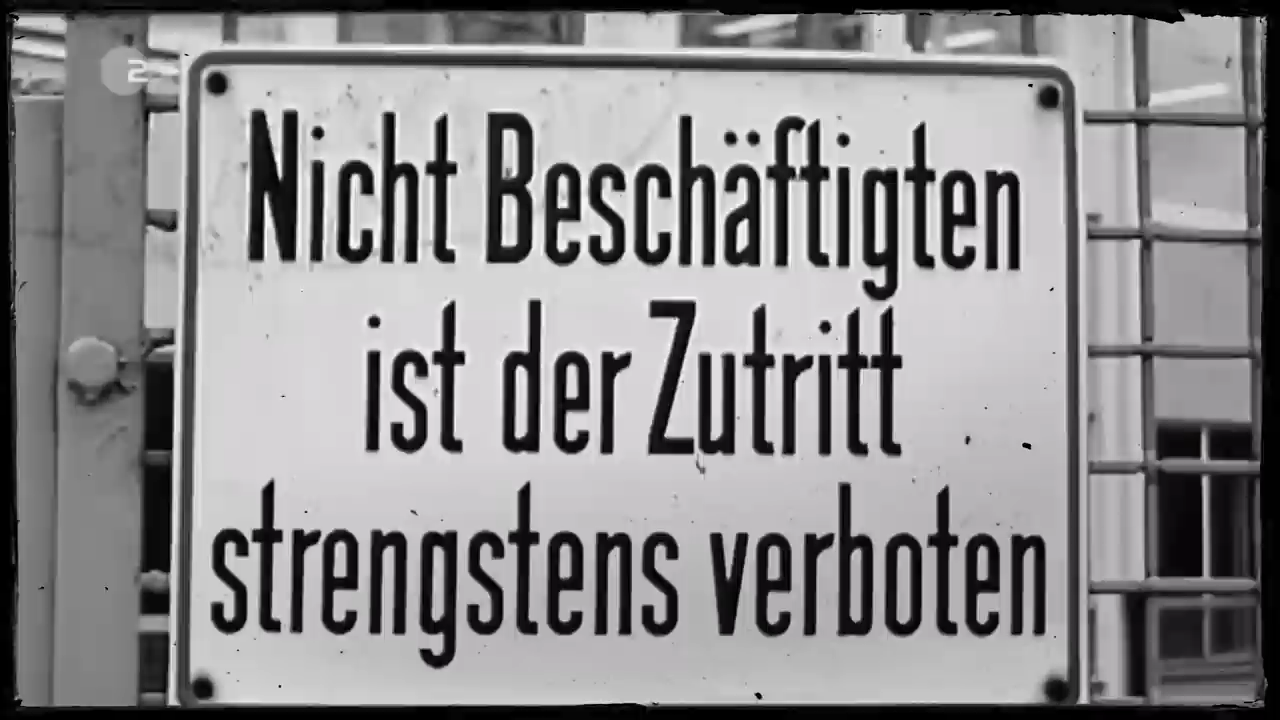 Nicht Beschäftigten
ist der Zutritt
strengstens verboten